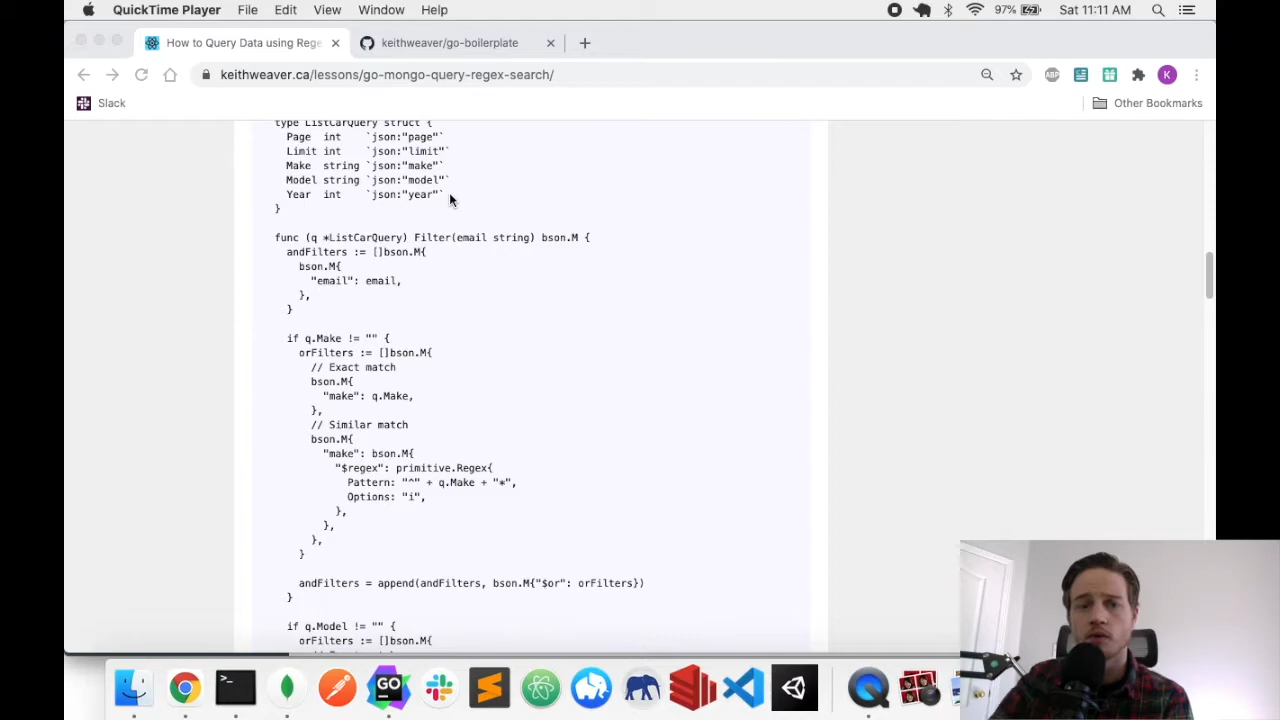 QuickTime Player File Edit View Window Help 97% Sat 11:11 AM
How to Query Data using Rege keithweaver/go-boilerplate
keithweaver.ca/lessons/go-mongo-query-regex-search/ ABP K
Slack Other Bookmarks
type ListCarQuery struct {
Page int `json:"page"`
Limit int `json:"limit"`
Make string `json:"make"`
Model string `json:"model"`
Year int `json:"year"`
}
func (q *ListCarQuery) Filter(email string) bson.M {
andFilters := []bson.M{
bson.M{
"email": email,
},
}
if q.Make != "" {
orFilters := []bson.M{
// Exact match
bson.M{
"make": q.Make,
},
// Similar match
bson.M{
"make": bson.M{
"$regex": primitive.Regex{
Pattern: "^" + q.Make + "*",
Options: "i",
},
},
},
}
andFilters = append(andFilters, bson.M{"$or": orFilters})
}
if q.Model != "" {
orFilters := []bson.M{
GO